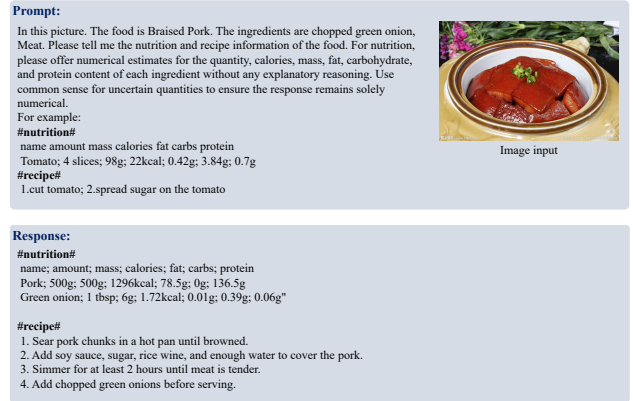 Prompt:
In this picture. The food is Braised Pork. The ingredients are chopped green onion,
Meat. Please tell me the nutrition and recipe information of the food. For nutrition,
please offer numerical estimates for the quantity, calories, mass, fat, carbohydrate,
and protein content of each ingredient without any explanatory reasoning. Use
common sense for uncertain quantities to ensure the response remains solely
numerical.
For example:
#nutrition#
name amount mass calories fat carbs protein
Tomato; 4 slices; 98g; 22kcal; 0.42g; 3.84g; 0.7g
#recipe#
1.cut tomato; 2.spread sugar on the tomato
Image input
Response:
#nutrition#
name; amount; mass; calories; fat; carbs; protein
Pork; 500g; 500g; 1296kcal; 78.5g; 0g; 136.5g
Green onion; 1 tbsp; 6g; 1.72kcal; 0.01g; 0.39g; 0.06g"
#recipe#
1. Sear pork chunks in a hot pan until browned.
2. Add soy sauce, sugar, rice wine, and enough water to cover the pork.
3. Simmer for at least 2 hours until meat is tender.
4. Add chopped green onions before serving.